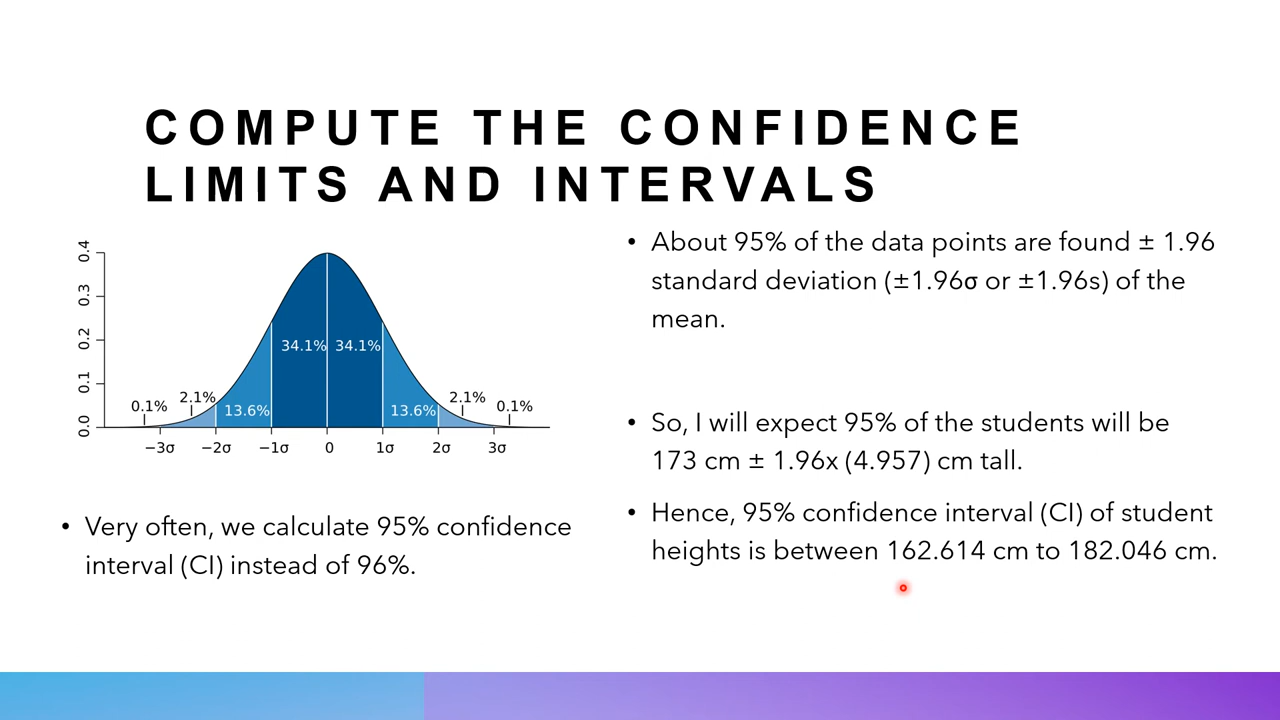 COMPUTE THE CONFIDENCE
LIMITS AND INTERVALS
0.4
0.3
0.2
0.1
0.0
34.1% 34.1%
0.1% 2.1% 13.6% 13.6% 2.1% 0.1%
−3σ −2σ −1σ 0 1σ 2σ 3σ
• Very often, we calculate 95% confidence
interval (CI) instead of 96%.
• About 95% of the data points are found ± 1.96
standard deviation (±1.96σ or ±1.96s) of the
mean.
• So, I will expect 95% of the students will be
173 cm ± 1.96x (4.957) cm tall.
• Hence, 95% confidence interval (CI) of student
heights is between 162.614 cm to 182.046 cm.